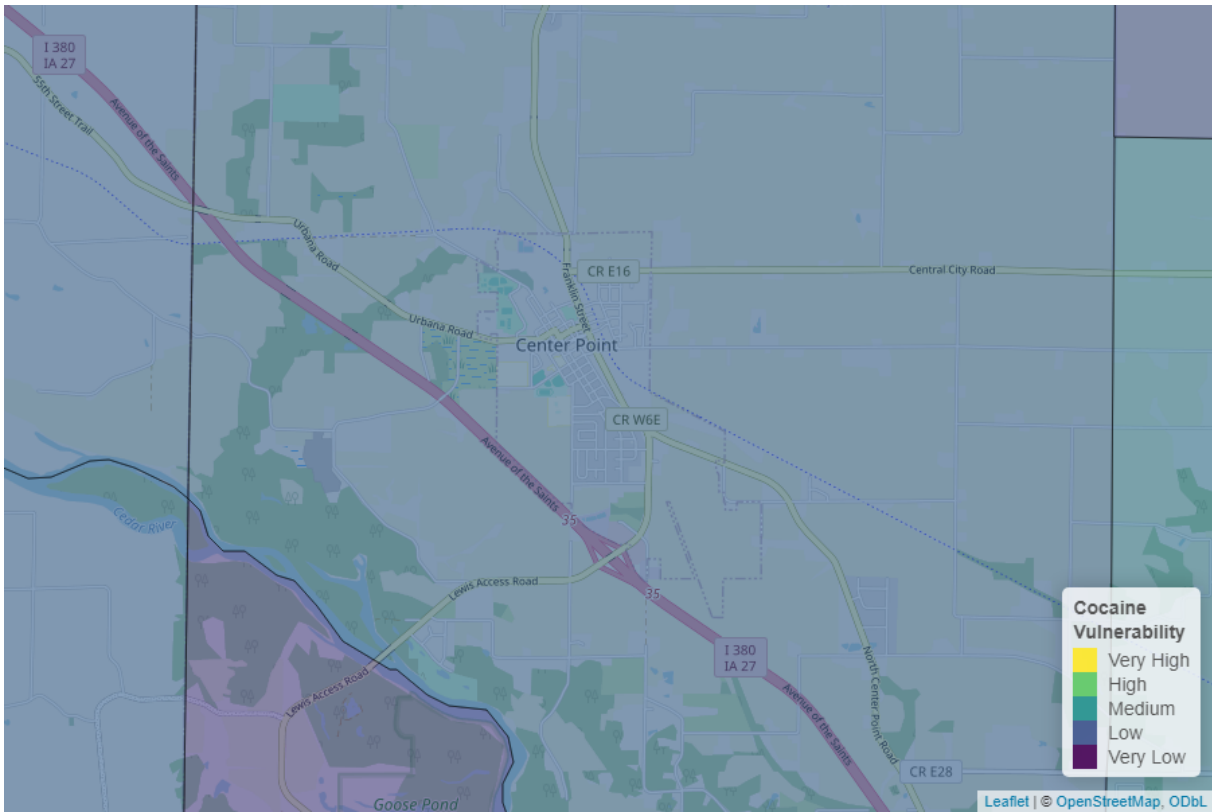 I 380
IA 27
55th Street Trail
Avenue of the Saints
Urbana Road
Franklin Street
CR E16
Central City Road
Urbana Road
Center Point
CR W6E
Avenue of the Saints
Cedar River
35
Lewis Access Road
35
I 380
IA 27
North Center Point Road
Lewis Access Road
Avenue of the Saints
CR E28
Goose Pond
Cocaine
Vulnerability
Very High
High
Medium
Low
Very Low
Leaflet | © OpenStreetMap, ODbL